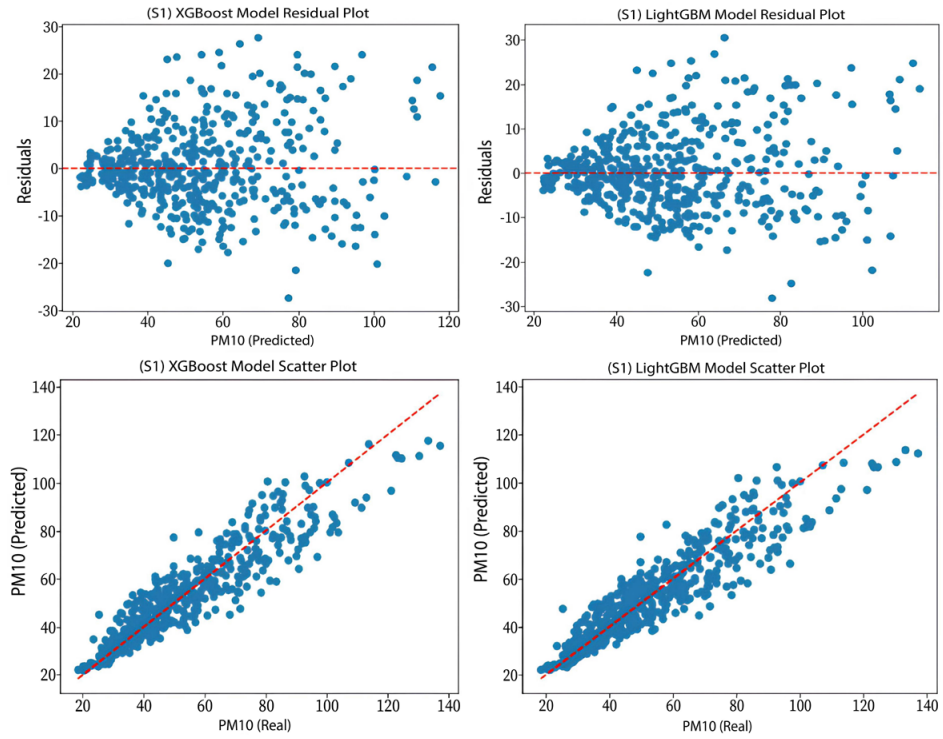 (S1) XGBoost Model Residual Plot
30
20
10
0
-10
-20
-30
Residuals
20 40 60 80 100 120
PM10 (Predicted)
(S1) LightGBM Model Residual Plot
30
20
10
0
-10
-20
-30
Residuals
20 40 60 80 100
PM10 (Predicted)
(S1) XGBoost Model Scatter Plot
140
120
100
80
60
40
20
PM10 (Predicted)
20 40 60 80 100 120 140
PM10 (Real)
(S1) LightGBM Model Scatter Plot
140
120
100
80
60
40
20
PM10 (Predicted)
20 40 60 80 100 120 140
PM10 (Real)